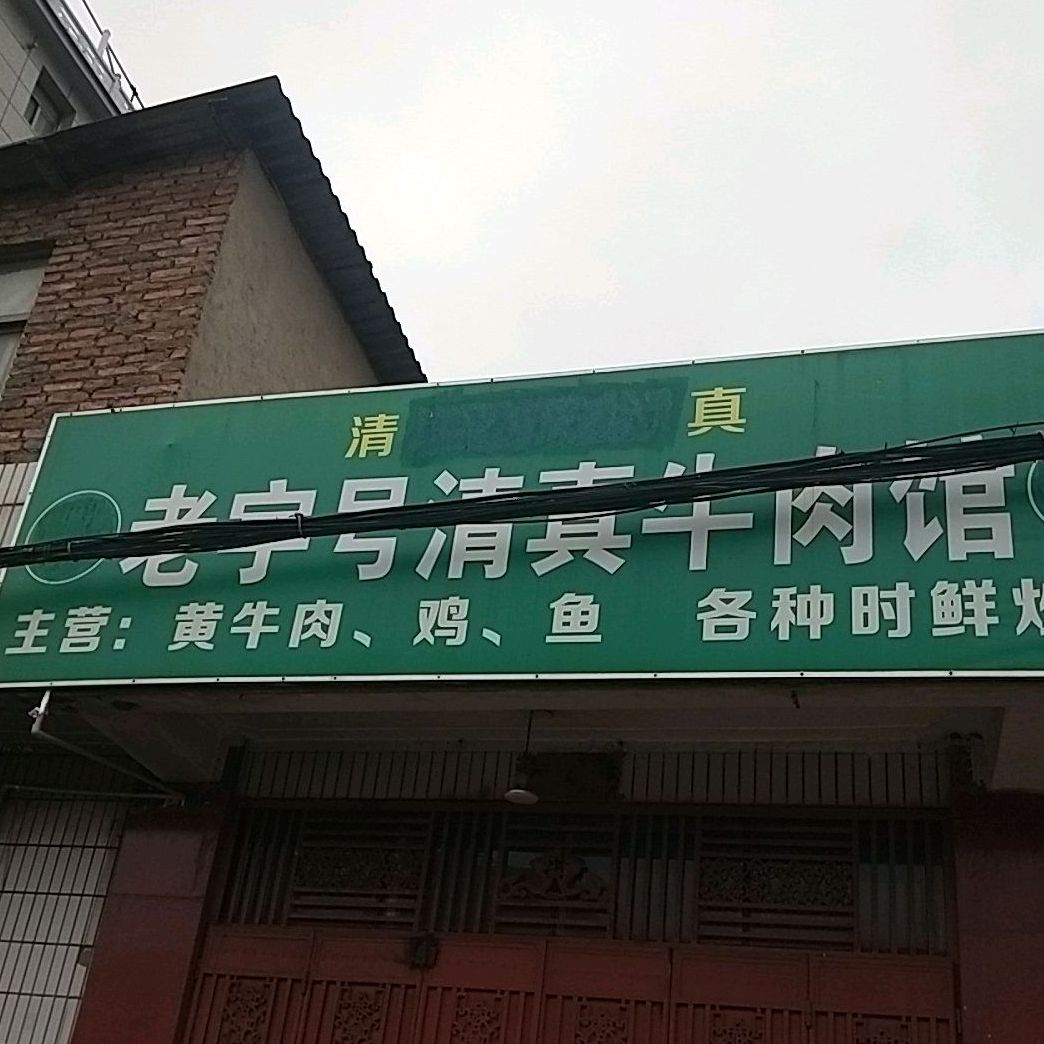 清 真
老字号清真牛肉馆
主营：黄牛肉、鸡、鱼 各种时鲜炒